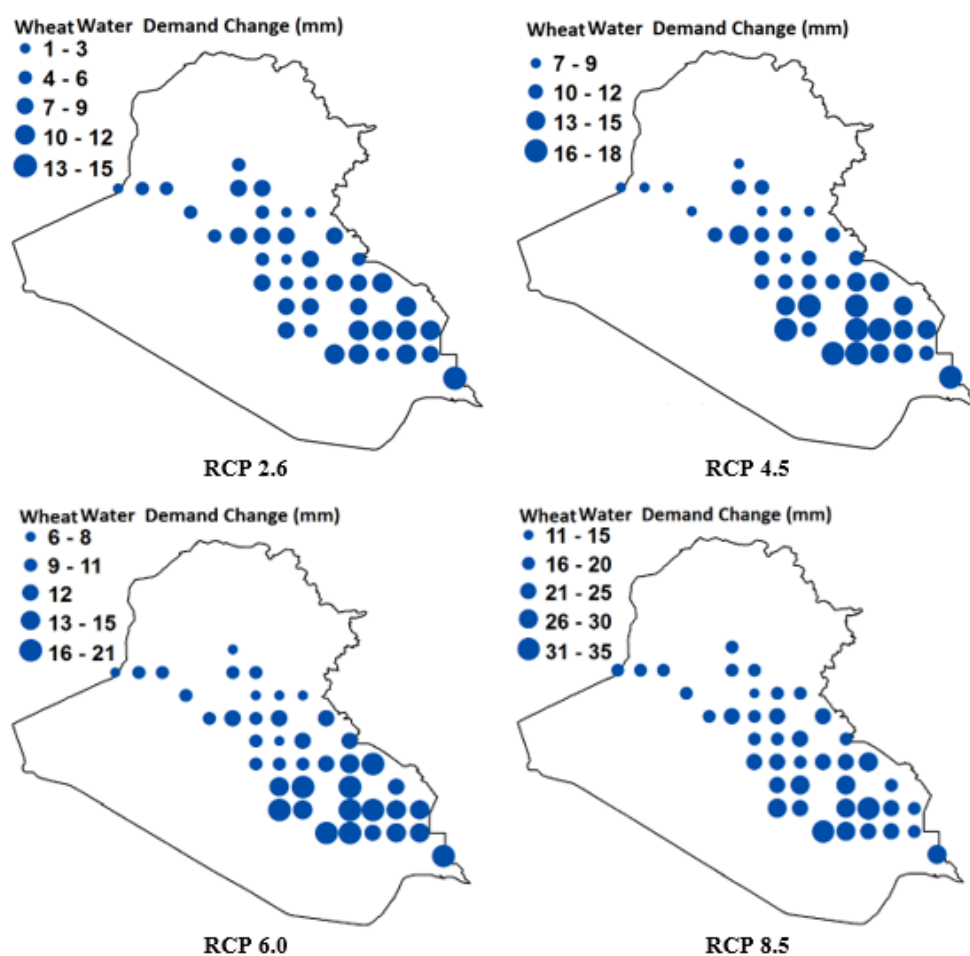 Wheat Water Demand Change (mm)
1 - 3
4 - 6
7 - 9
10 - 12
13 - 15
RCP 2.6
Wheat Water Demand Change (mm)
7 - 9
10 - 12
13 - 15
16 - 18
RCP 4.5
Wheat Water Demand Change (mm)
6 - 8
9 - 11
12
13 - 15
16 - 21
RCP 6.0
Wheat Water Demand Change (mm)
11 - 15
16 - 20
21 - 25
26 - 30
31 - 35
RCP 8.5